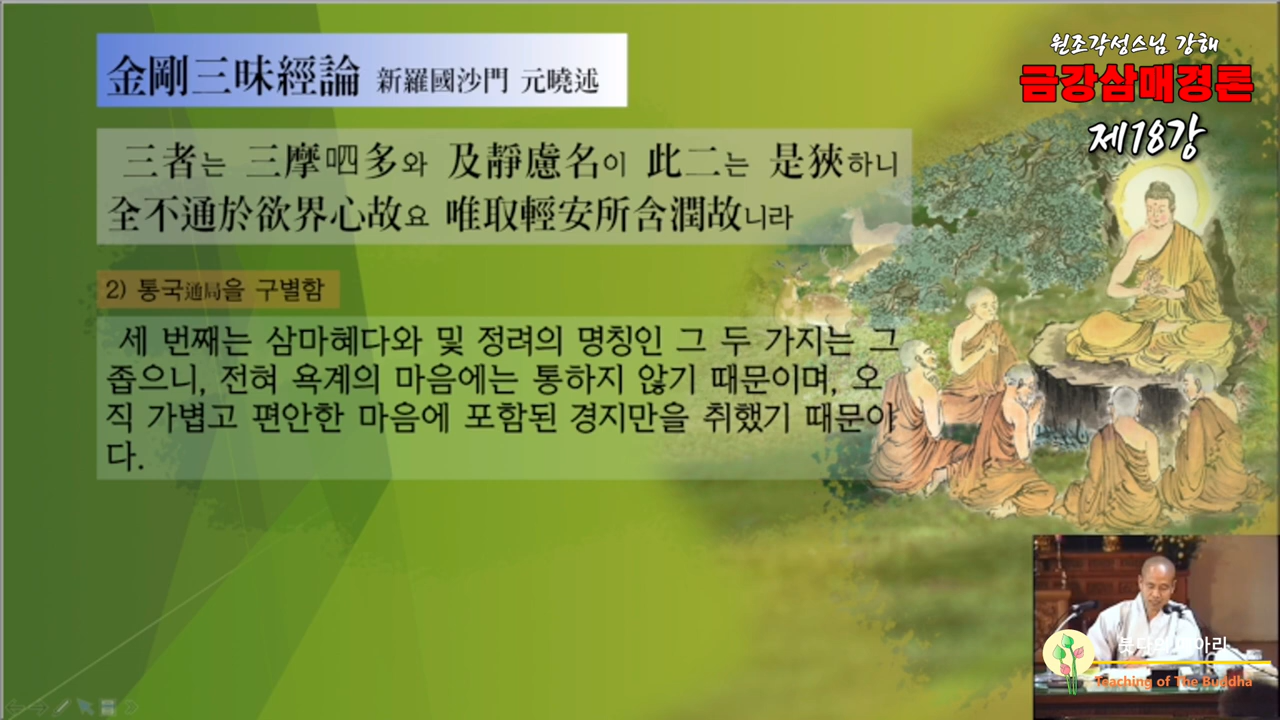 金剛三昧經論 新羅國沙門 元曉述
원조각성스님 강해
금강삼매경론
제18강
三者는 三摩呬多와 及靜慮名이 此二는 是狹하니
全不通於欲界心故요 唯取輕安所含潤故니라
2) 통국通局을 구별함
세 번째는 삼마혜다와 및 정려의 명칭인 그 두 가지는 그
좁으니, 전혀 욕계의 마음에는 통하지 않기 때문이며, 오
직 가볍고 편안한 마음에 포함된 경지만을 취했기 때문이
다.
붓다의 메아리
Teaching of The Buddha